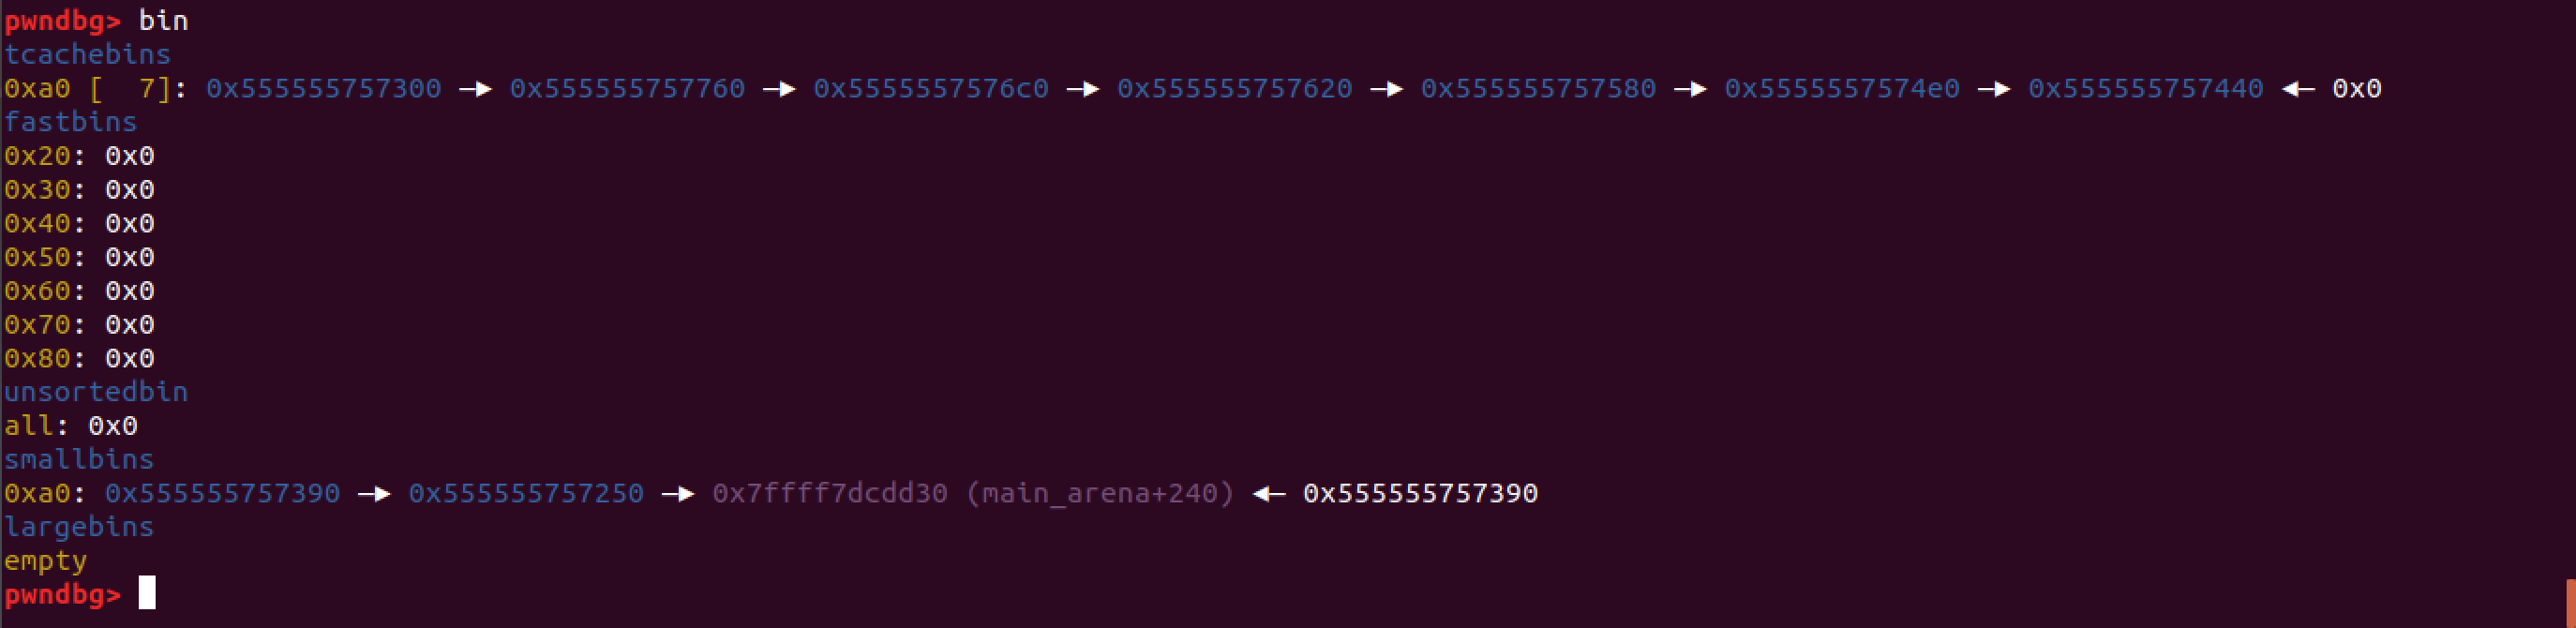 pwndbg> bin
tcachebins
0xa0 [  7]: 0x555555757300 —▸ 0x555555757760 —▸ 0x5555557576c0 —▸ 0x555555757620 —▸ 0x555555757580 —▸ 0x5555557574e0 —▸ 0x555555757440 ◂— 0x0
fastbins
0x20: 0x0
0x30: 0x0
0x40: 0x0
0x50: 0x0
0x60: 0x0
0x70: 0x0
0x80: 0x0
unsortedbin
all: 0x0
smallbins
0xa0: 0x555555757390 —▸ 0x555555757250 —▸ 0x7ffff7dcdd30 (main_arena+240) ◂— 0x555555757390
largebins
empty
pwndbg>